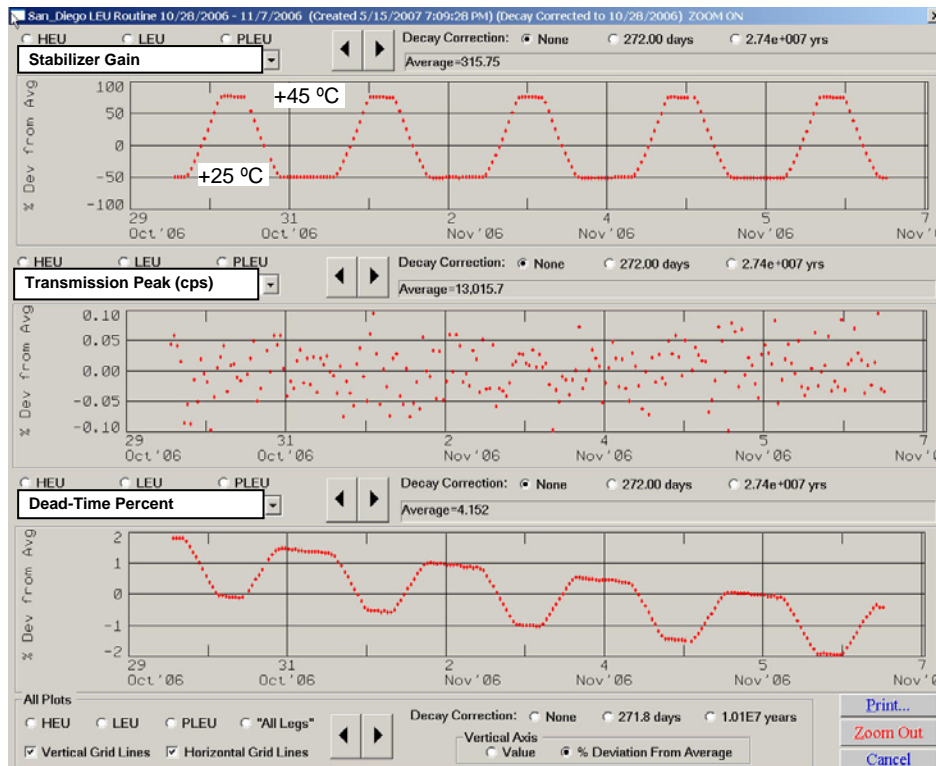 San_Diego LEU Routine 10/28/2006 - 11/7/2006 (Created 5/15/2007 7:09:28 PM) (Decay Corrected to 10/28/2006) ZOOM ON
HEU LEU PLEU Decay Correction: None 272.00 days 2.74e+007 yrs
Stabilizer Gain
Average=315.75
% Dev from Avg
100
+45 ºC
50
0
-50
+25 ºC
-100
29 31 2 4 5 7
Oct'06 Oct'06 Nov'06 Nov'06 Nov'06 Nov'
HEU LEU PLEU Decay Correction: None 272.00 days 2.74e+007 yrs
Transmission Peak (cps)
Average=13,015.7
% Dev from Avg
0.10
0.05
0.00
-0.05
-0.10
29 31 2 4 5 7
Oct'06 Oct'06 Nov'06 Nov'06 Nov'06 Nov'
HEU LEU PLEU Decay Correction: None 272.00 days 2.74e+007 yrs
Dead-Time Percent
Average=4.152
% Dev from Avg
2
1
0
-1
-2
29 31 2 4 5 7
Oct'06 Oct'06 Nov'06 Nov'06 Nov'06 Nov'
All Plots
HEU LEU PLEU "All Legs" Decay Correction: None 271.8 days 1.01E7 years
Vertical Grid Lines Horizontal Grid Lines
Vertical Axis
Value % Deviation From Average
Print...
Zoom Out
Cancel